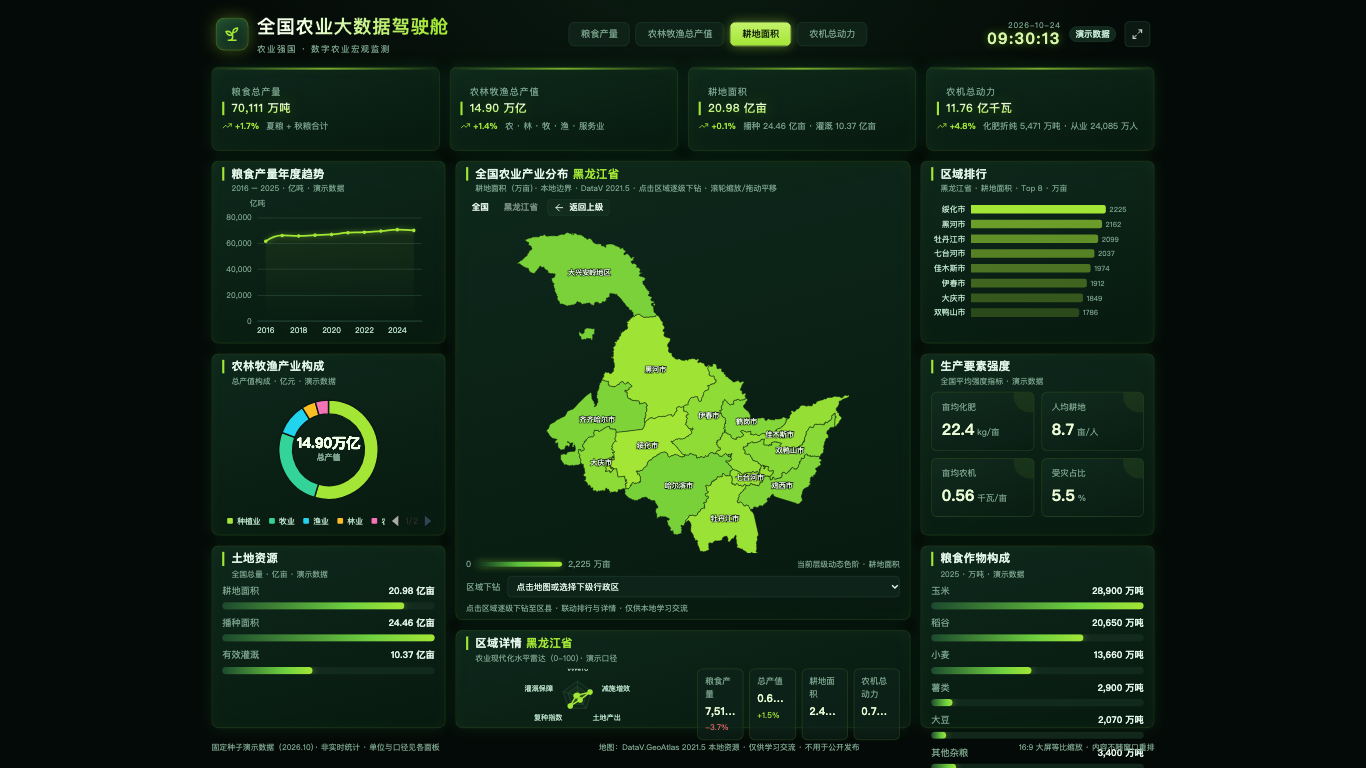 全国农业大数据驾驶舱
农业强国 · 数字农业宏观监测
粮食产量
农林牧渔总产值
耕地面积
农机总动力
2026-10-24
09:30:13
演示数据
粮食总产量
70,111 万吨
+1.7% 夏粮 + 秋粮合计
农林牧渔总产值
14.90 万亿
+1.4% 农 · 林 · 牧 · 渔 · 服务业
耕地面积
20.98 亿亩
+0.1% 播种 24.46 亿亩 · 灌溉 10.37 亿亩
农机总动力
11.76 亿千瓦
+4.8% 化肥折纯 5,471 万吨 · 从业 24,085 万人
粮食产量年度趋势
2016 — 2025 · 亿吨 · 演示数据
亿吨
80,000
60,000
40,000
20,000
0
2016 2018 2020 2022 2024
农林牧渔产业构成
总产值构成 · 亿元 · 演示数据
14.90万亿
总产值
种植业 牧业 渔业 林业
1/2
土地资源
全国总量 · 亿亩 · 演示数据
耕地面积 20.98 亿亩
播种面积 24.46 亿亩
有效灌溉 10.37 亿亩
全国农业产业分布 黑龙江省
耕地面积（万亩）· 本地边界 · DataV 2021.5 · 点击区域逐级下钻 · 滚轮缩放/拖动平移
全国 黑龙江省 ← 返回上级
大兴安岭地区
黑河市
齐齐哈尔市
伊春市
鹤岗市
佳木斯市
绥化市
双鸭山市
大庆市
七台河市
哈尔滨市
鸡西市
牡丹江市
0 2,225 万亩
当前层级动态色阶 · 耕地面积
区域下钻 点击地图或选择下级行政区
点击区域逐级下钻至区县 · 联动排行与详情 · 仅供本地学习交流
区域详情 黑龙江省
农业现代化水平雷达（0–100）· 演示口径
灌溉保障
减施增效
复种指数
土地产出
粮食产量
7,51...
−3.7%
总产值
0.6...
+1.5%
耕地面积
2.4...
农机总动力
0.7...
区域排行
黑龙江省 · 耕地面积 · Top 8 · 万亩
绥化市 2225
黑河市 2162
牡丹江市 2099
七台河市 2037
佳木斯市 1974
伊春市 1912
大庆市 1849
双鸭山市 1786
生产要素强度
全国平均强度指标 · 演示数据
亩均化肥
22.4 kg/亩
人均耕地
8.7 亩/人
亩均农机
0.56 千瓦/亩
受灾占比
5.5 %
粮食作物构成
2025 · 万吨 · 演示数据
玉米 28,900 万吨
稻谷 20,650 万吨
小麦 13,660 万吨
薯类 2,900 万吨
大豆 2,070 万吨
其他杂粮 3,400 万吨
固定种子演示数据（2026.10）· 非实时统计 · 单位与口径见各面板
地图：DataV.GeoAtlas 2021.5 本地资源 · 仅供学习交流 · 不用于公开发布
16:9 大屏等比缩放 · 内容不随窗口重排